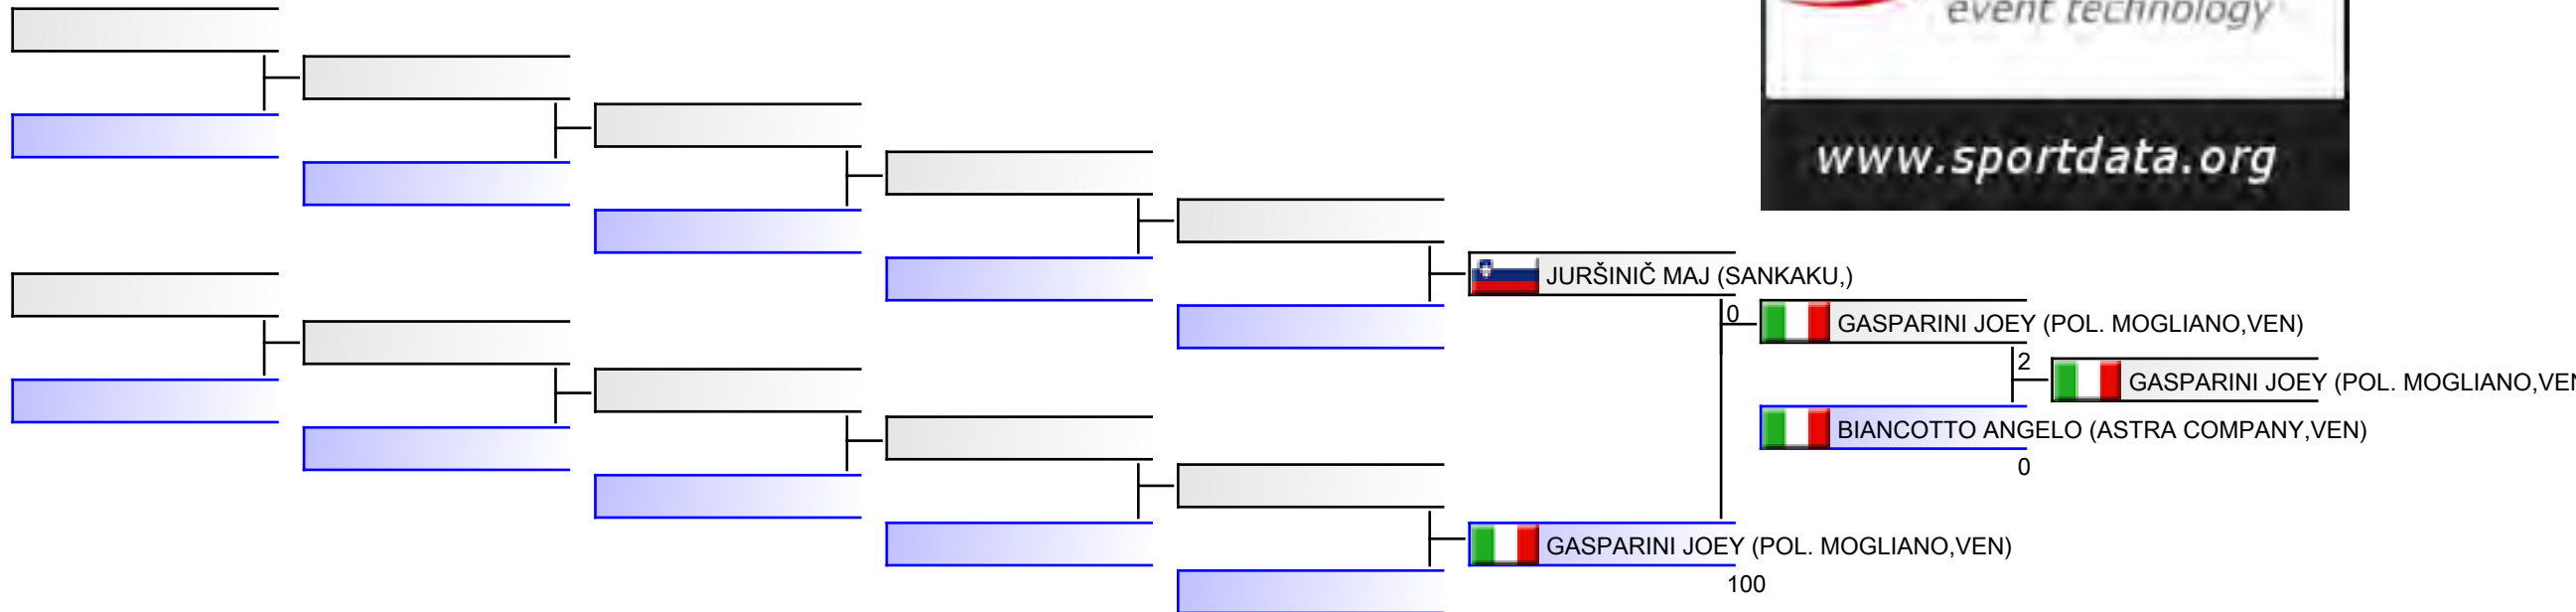 event technology
www.sportdata.org
JURŠINIČ MAJ (SANKAKU,)
0
GASPARINI JOEY (POL. MOGLIANO,VEN)
2
GASPARINI JOEY (POL. MOGLIANO,VEN
BIANCOTTO ANGELO (ASTRA COMPANY,VEN)
0
GASPARINI JOEY (POL. MOGLIANO,VEN)
100